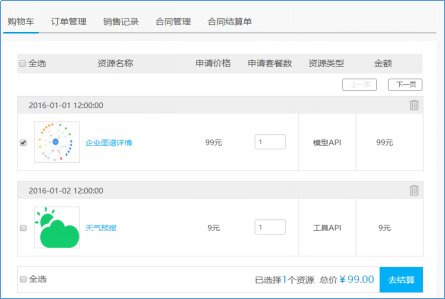 购物车 订单管理 销售记录 合同管理 合同结算单
全选 资源名称 申请价格 申请套餐数 资源类型 金额
上一页 下一页
2016-01-01 12:00:00
企业图谱详情 99元 1 模型API 99元
2016-01-02 12:00:00
天气预报 9元 1 工具API 9元
全选 已选择1个资源 总价￥99.00 去结算